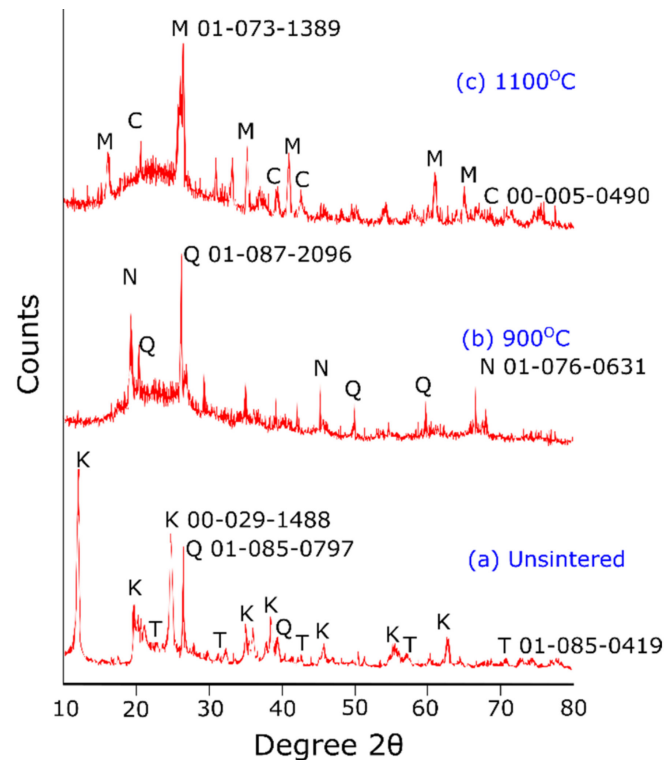 M 01-073-1389
(c) 1100°C
C
M
M
M
M
M
C
C
C 00-005-0490
Q 01-087-2096
N
(b) 900°C
Q
N 01-076-0631
N
Q
Q
K
K 00-029-1488
Q 01-085-0797
(a) Unsintered
K
K
K
K
T
Q
T
T
K
K
T
T 01-085-0419
Counts
10 20 30 40 50 60 70 80
Degree 2θ